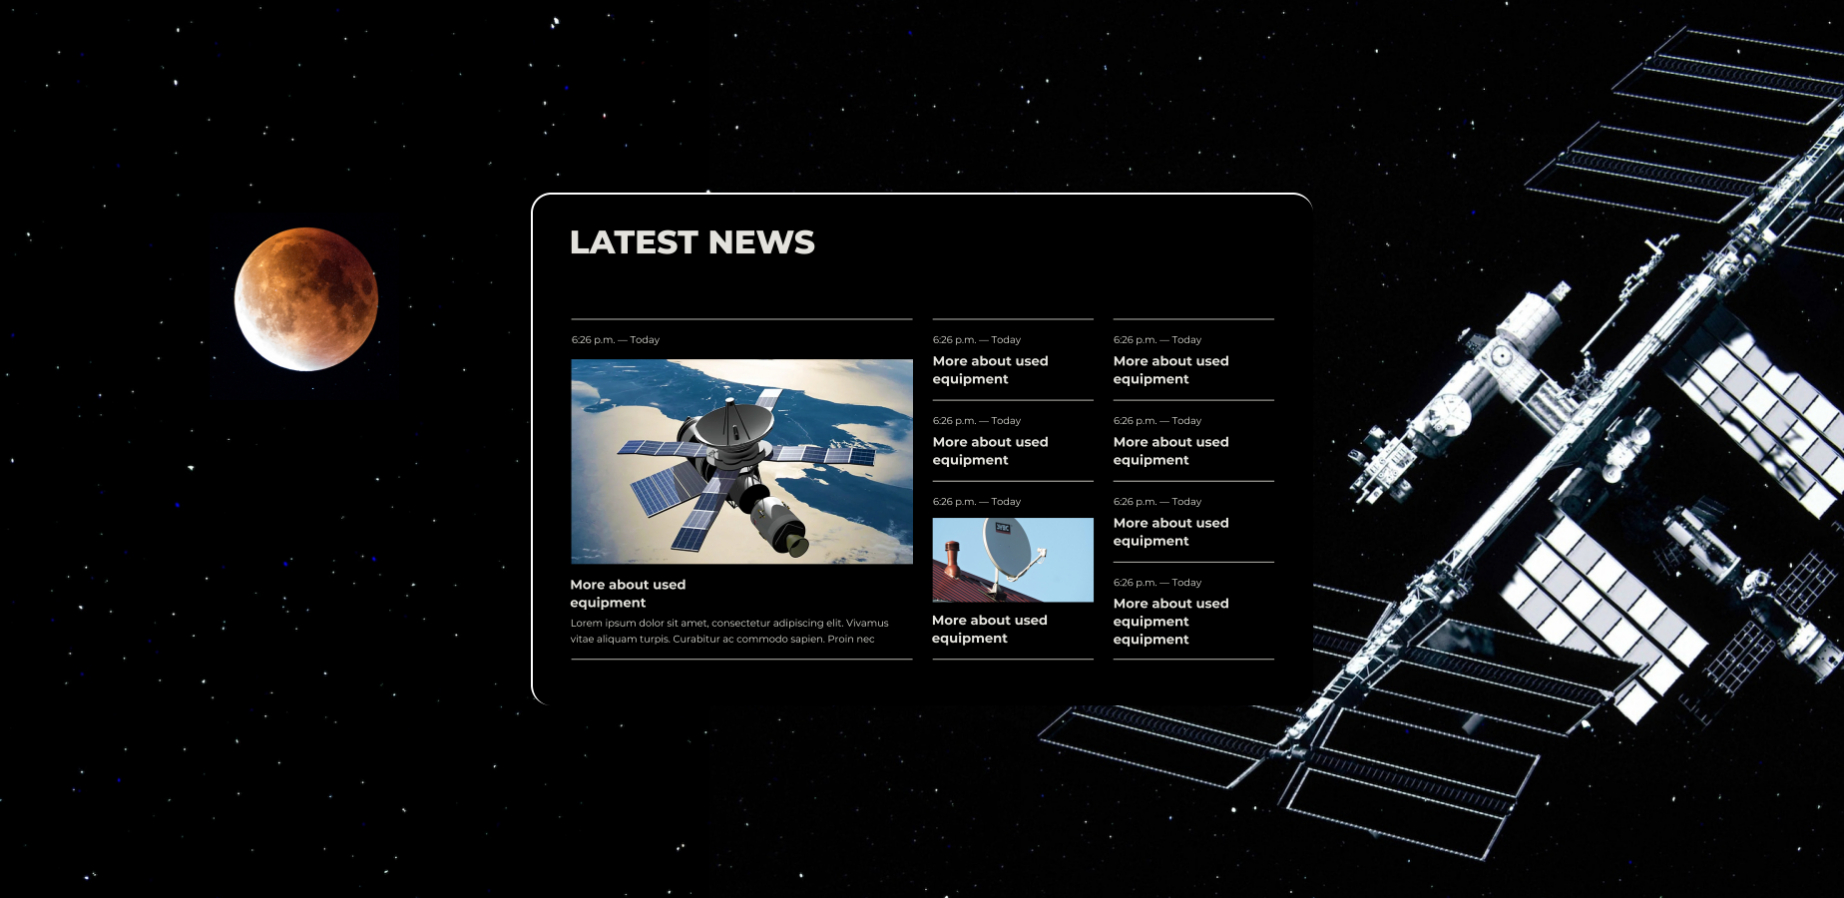 LATEST NEWS
6:26 p.m. — Today
More about used
equipment
Lorem ipsum dolor sit amet, consectetur adipiscing elit. Vivamus
vitae aliquam turpis. Curabitur ac commodo sapien. Proin nec
6:26 p.m. — Today
More about used
equipment
6:26 p.m. — Today
More about used
equipment
6:26 p.m. — Today
More about used
equipment
6:26 p.m. — Today
More about used
equipment
6:26 p.m. — Today
More about used
equipment
6:26 p.m. — Today
More about used
equipment
6:26 p.m. — Today
More about used
equipment
equipment